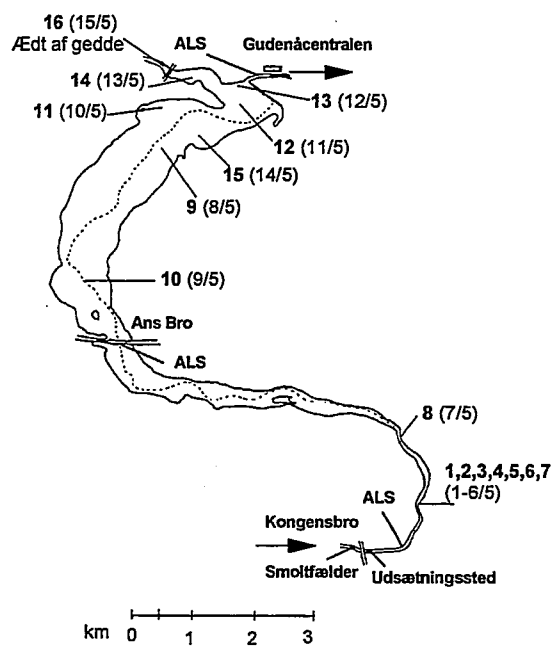 16 (15/5)
Ædt af gedde
ALS
Gudenåcentralen
14 (13/5)
13 (12/5)
11 (10/5)
12 (11/5)
15 (14/5)
9 (8/5)
10 (9/5)
Ans Bro
ALS
8 (7/5)
1,2,3,4,5,6,7
(1-6/5)
ALS
Kongensbro
Smoltfælder
Udsætningssted
km 0 1 2 3